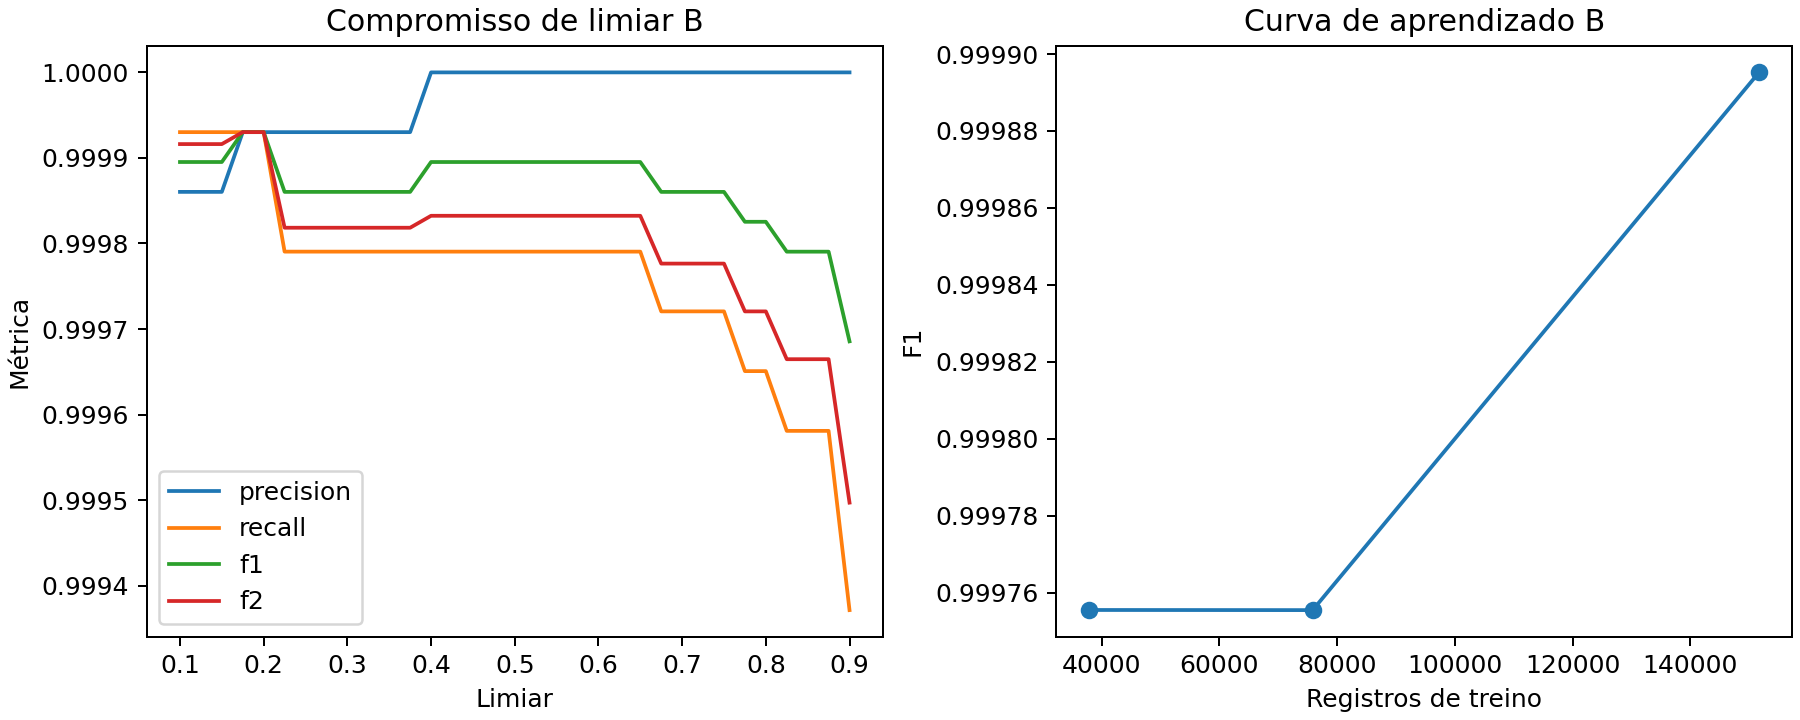 Compromisso de limiar B
Métrica
1.0000
0.9999
0.9998
0.9997
0.9996
0.9995
0.9994
precision
recall
f1
f2
0.1 0.2 0.3 0.4 0.5 0.6 0.7 0.8 0.9
Limiar
Curva de aprendizado B
F1
0.99990
0.99988
0.99986
0.99984
0.99982
0.99980
0.99978
0.99976
40000 60000 80000 100000 120000 140000
Registros de treino